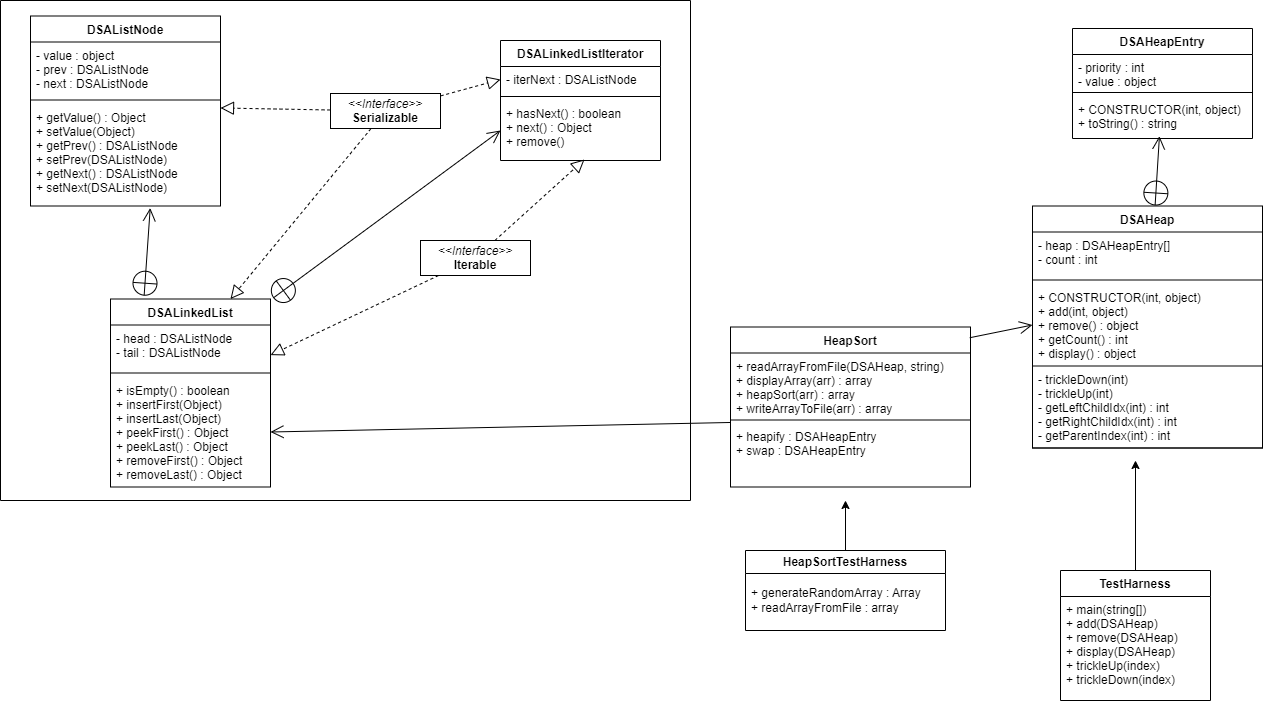 DSAListNode
- value : object
- prev : DSAListNode
- next : DSAListNode
+ getValue() : Object
+ setValue(Object)
+ getPrev() : DSAListNode
+ setPrev(DSAListNode)
+ getNext() : DSAListNode
+ setNext(DSAListNode)
<<Interface>>
Serializable
DSALinkedListIterator
- iterNext : DSAListNode
+ hasNext() : boolean
+ next() : Object
+ remove()
<<Interface>>
Iterable
DSALinkedList
- head : DSAListNode
- tail : DSAListNode
+ isEmpty() : boolean
+ insertFirst(Object)
+ insertLast(Object)
+ peekFirst() : Object
+ peekLast() : Object
+ removeFirst() : Object
+ removeLast() : Object
HeapSort
+ readArrayFromFile(DSAHeap, string)
+ displayArray(arr) : array
+ heapSort(arr) : array
+ writeArrayToFile(arr) : array
+ heapify : DSAHeapEntry
+ swap : DSAHeapEntry
HeapSortTestHarness
+ generateRandomArray : Array
+ readArrayFromFile : array
DSAHeapEntry
- priority : int
- value : object
+ CONSTRUCTOR(int, object)
+ toString() : string
DSAHeap
- heap : DSAHeapEntry[]
- count : int
+ CONSTRUCTOR(int, object)
+ add(int, object)
+ remove() : object
+ getCount() : int
+ display() : object
- trickleDown(int)
- trickleUp(int)
- getLeftChildIdx(int) : int
- getRightChildIdx(int) : int
- getParentIndex(int) : int
TestHarness
+ main(string[])
+ add(DSAHeap)
+ remove(DSAHeap)
+ display(DSAHeap)
+ trickleUp(index)
+ trickleDown(index)